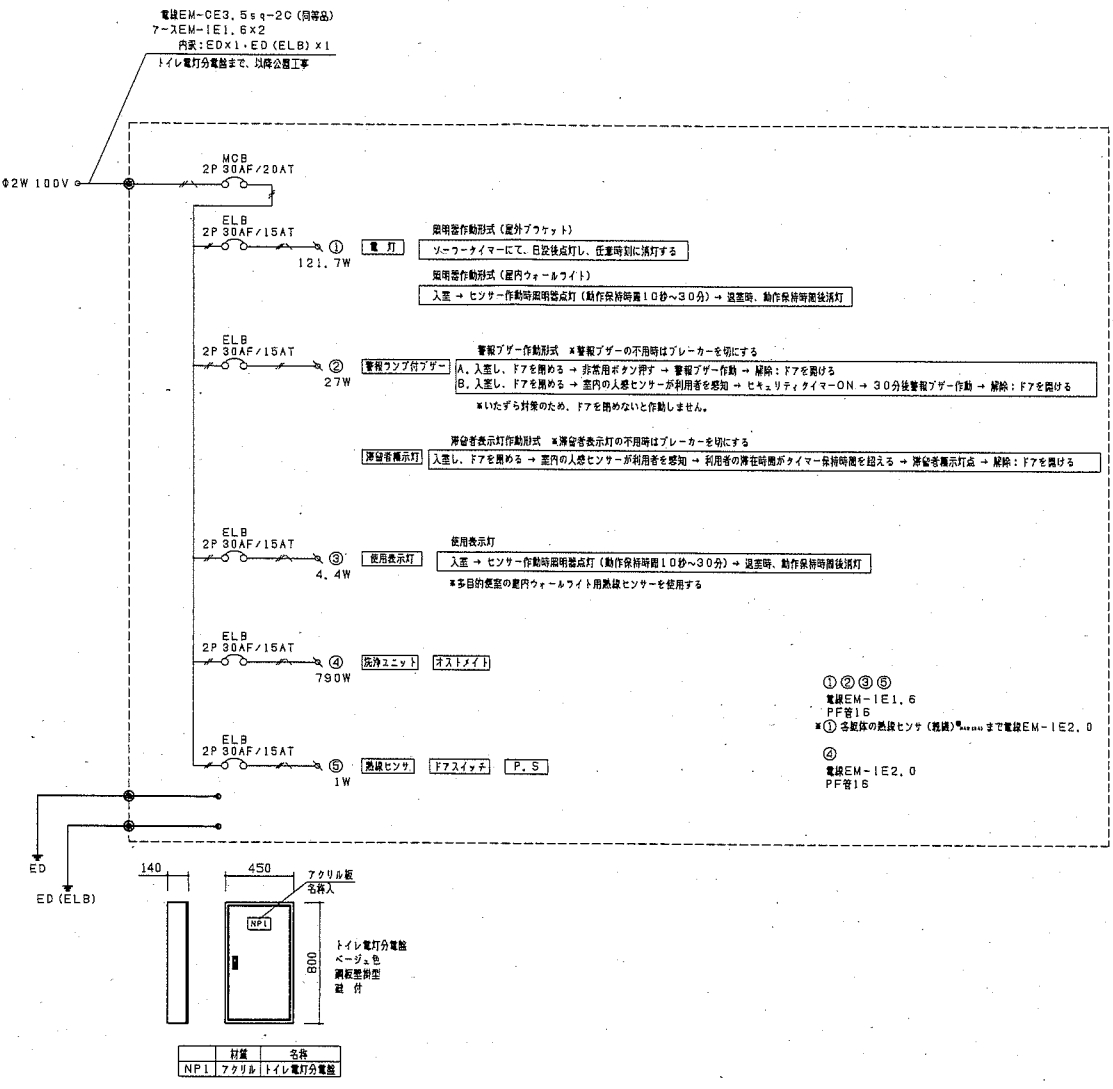 電線EM-CE3.5sq-2C(同等品)
アースEM-IE1.6×2
内訳:ED×1・ED(ELB)×1
トイレ電灯分電盤まで、以降公園工事
Φ2W 100V
MCB
2P 30AF/20AT
ELB
2P 30AF/15AT
① 電灯
121.7W
照明器作動形式(屋外ブラケット)
ソーラータイマーにて、日没後点灯し、任意時刻に消灯する
照明器作動形式(屋内ウォールライト)
入室 → センサー作動時照明器点灯(動作保持時間10秒~30分) → 退室時、動作保持時間後消灯
ELB
2P 30AF/15AT
② 警報ランプ付ブザー
27W
警報ブザー作動形式 ※警報ブザーの不用時はブレーカーを切にする
A.入室し、ドアを閉める → 非常用ボタン押す → 警報ブザー作動 → 解除:ドアを開ける
B.入室し、ドアを閉める → 室内の人感センサーが利用者を感知 → セキュリティタイマーON → 30分後警報ブザー作動 → 解除:ドアを開ける
※いたずら対策のため、ドアを閉めないと作動しません。
滞留者表示灯作動形式 ※滞留者表示灯の不用時はブレーカーを切にする
滞留者標示灯
入室し、ドアを閉める → 室内の人感センサーが利用者を感知 → 利用者の滞在時間がタイマー保持時間を超える → 滞留者標示灯点 → 解除:ドアを開ける
ELB
2P 30AF/15AT
③ 使用表示灯
4.4W
使用表示灯
入室 → センサー作動時照明器点灯(動作保持時間10秒~30分) → 退室時、動作保持時間後消灯
※多目的便室の屋内ウォールライト用熱線センサーを使用する
ELB
2P 30AF/15AT
④ 洗浄ユニット オストメイト
790W
ELB
2P 30AF/15AT
⑤ 熱線センサ ドアスイッチ P.S
1W
①②③⑤
電線EM-IE1.6
PF管16
※① 各躯体の熱線センサ(親機) まで電線EM-IE2.0
④
電線EM-IE2.0
PF管16
ED
ED(ELB)
140
450
アクリル板
名称入
NP1
800
トイレ電灯分電盤
ベージュ色
鋼板壁掛型
鍵 付
材質 名称
NP1 アクリル トイレ電灯分電盤